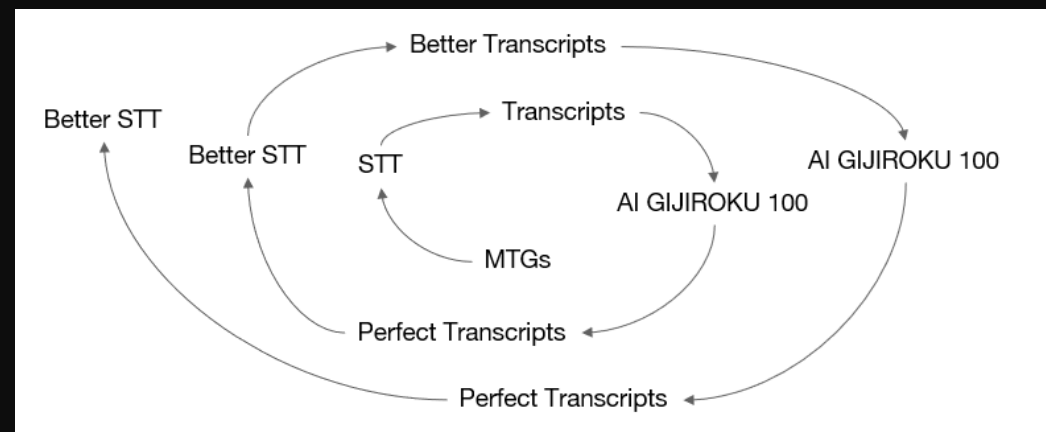 Better Transcripts
Transcripts
Better STT
Better STT
STT
AI GIJIROKU 100
AI GIJIROKU 100
MTGs
Perfect Transcripts
Perfect Transcripts